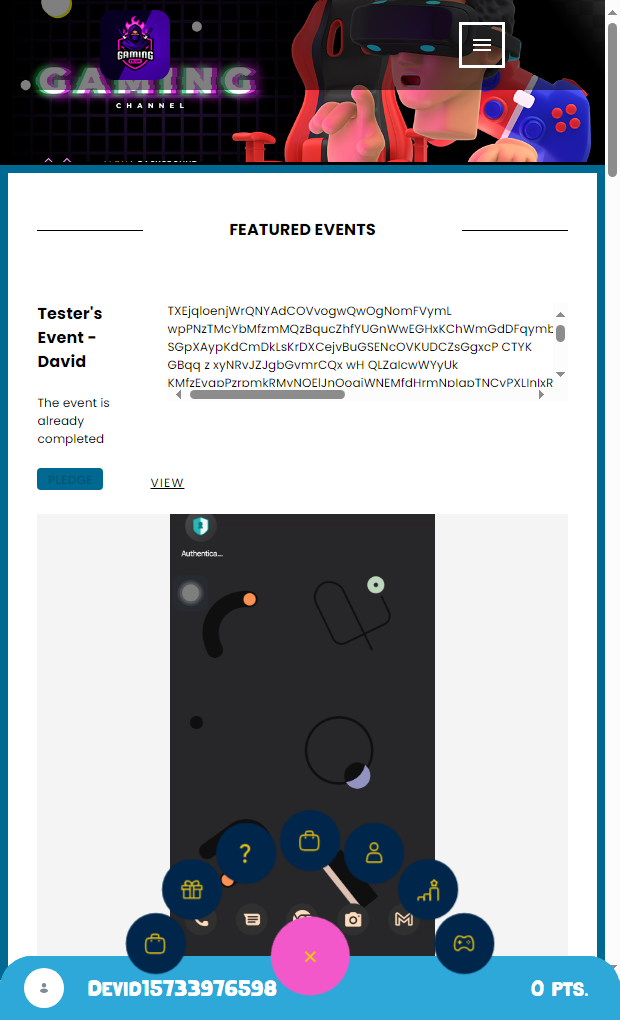 GAMING
GAMING
CHANNEL
FEATURED EVENTS
Tester's
Event -
David
TXEjqloenjWrQNYAdCOVvogwQwOgNomFVymL
wpPNzTMcYbMfzmMQzBqucZhfYUGnWwEGHxKChWmGdDFqymb
SGpXAypKdCmDkLsKrDXCejvBuGSENcOVKUDCZsGgxcP CTYK
GBqq z xyNRvJZJgbGvmrCQx wH QLZalcwWYyUk
The event is
already
completed
PLEDGE
VIEW
Authentica...
?
Devid15733976598
0 PTS.